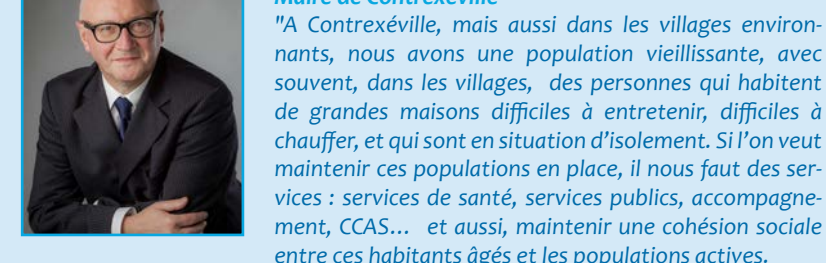 Maire de Contrexéville
"A Contrexéville, mais aussi dans les villages environ-
nants, nous avons une population vieillissante, avec
souvent, dans les villages,  des personnes qui habitent
de grandes maisons difficiles à entretenir, difficiles à
chauffer, et qui sont en situation d'isolement. Si l'on veut
maintenir ces populations en place, il nous faut des ser-
vices : services de santé, services publics, accompagne-
ment, CCAS…  et aussi, maintenir une cohésion sociale
entre ces habitants âgés et les populations actives.